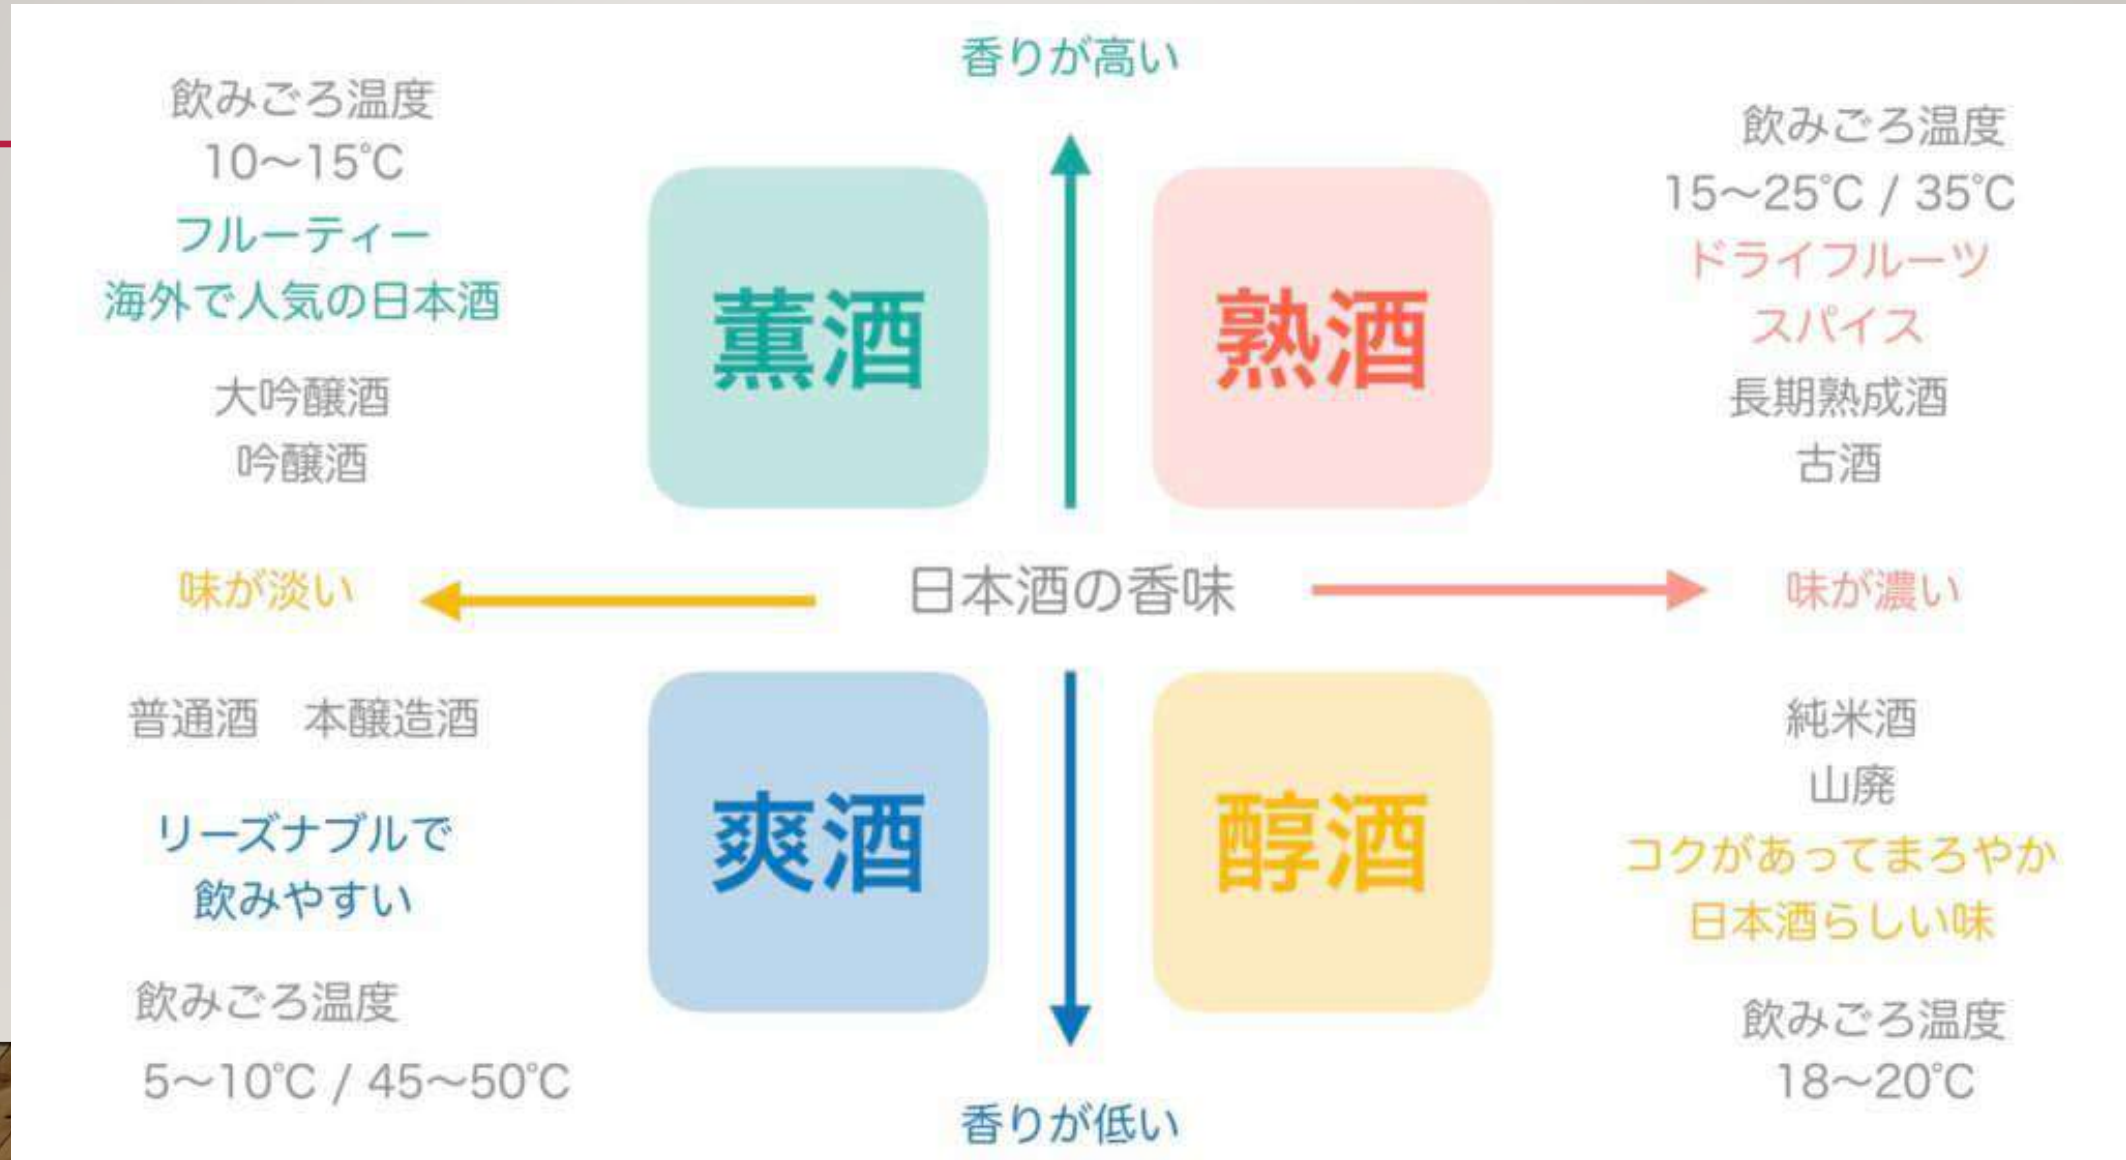 香りが高い
飲みごろ温度
10〜15℃
フルーティー
海外で人気の日本酒
大吟醸酒
吟醸酒
薫酒
熟酒
飲みごろ温度
15〜25℃ / 35℃
ドライフルーツ
スパイス
長期熟成酒
古酒
味が淡い
日本酒の香味
味が濃い
普通酒　本醸造酒
リーズナブルで
飲みやすい
飲みごろ温度
5〜10℃ / 45〜50℃
爽酒
醇酒
純米酒
山廃
コクがあってまろやか
日本酒らしい味
飲みごろ温度
18〜20℃
香りが低い